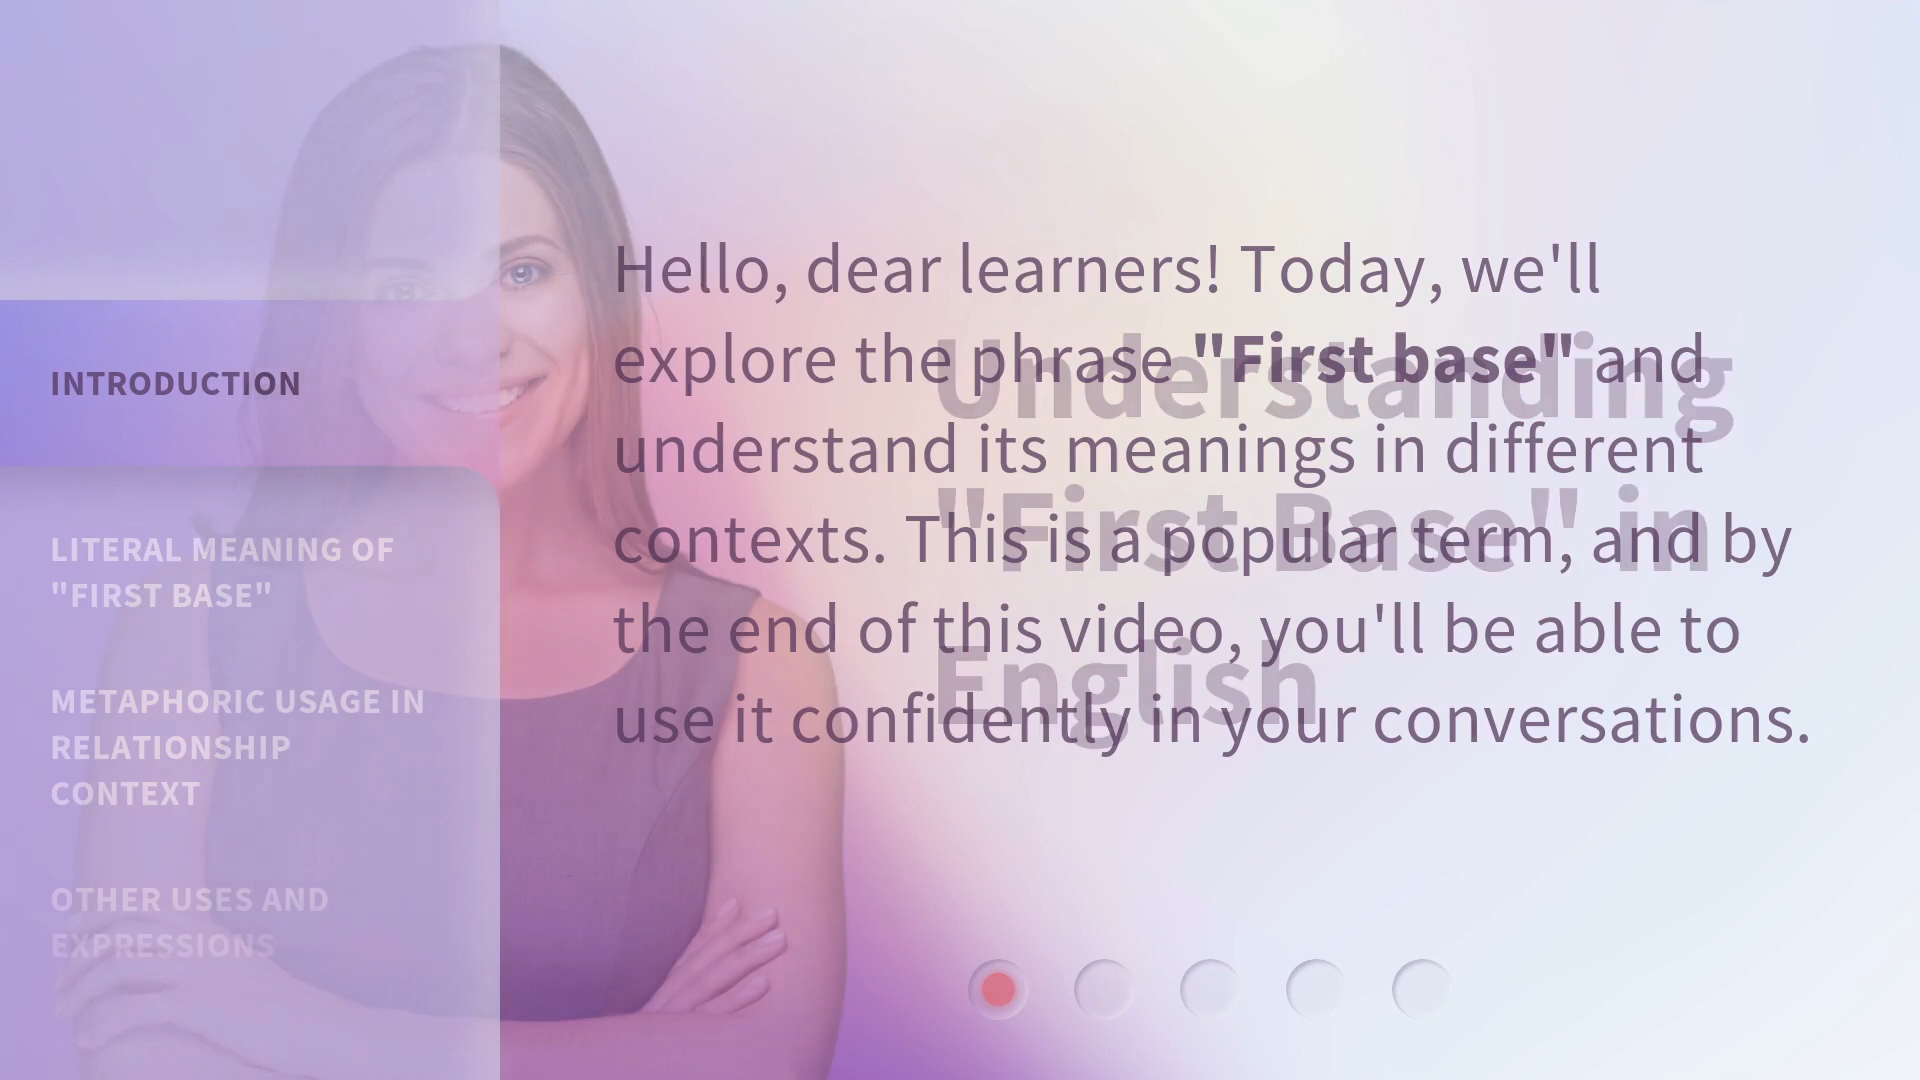 INTRODUCTION
LITERAL MEANING OF
"FIRST BASE"
METAPHORIC USAGE IN
RELATIONSHIP
CONTEXT
OTHER USES AND
EXPRESSIONS
Hello, dear learners! Today, we'll
explore the phrase "First base" and
understand its meanings in different
contexts. This is a popular term, and by
the end of this video, you'll be able to
use it confidently in your conversations.
Understanding
"First Base" in
English